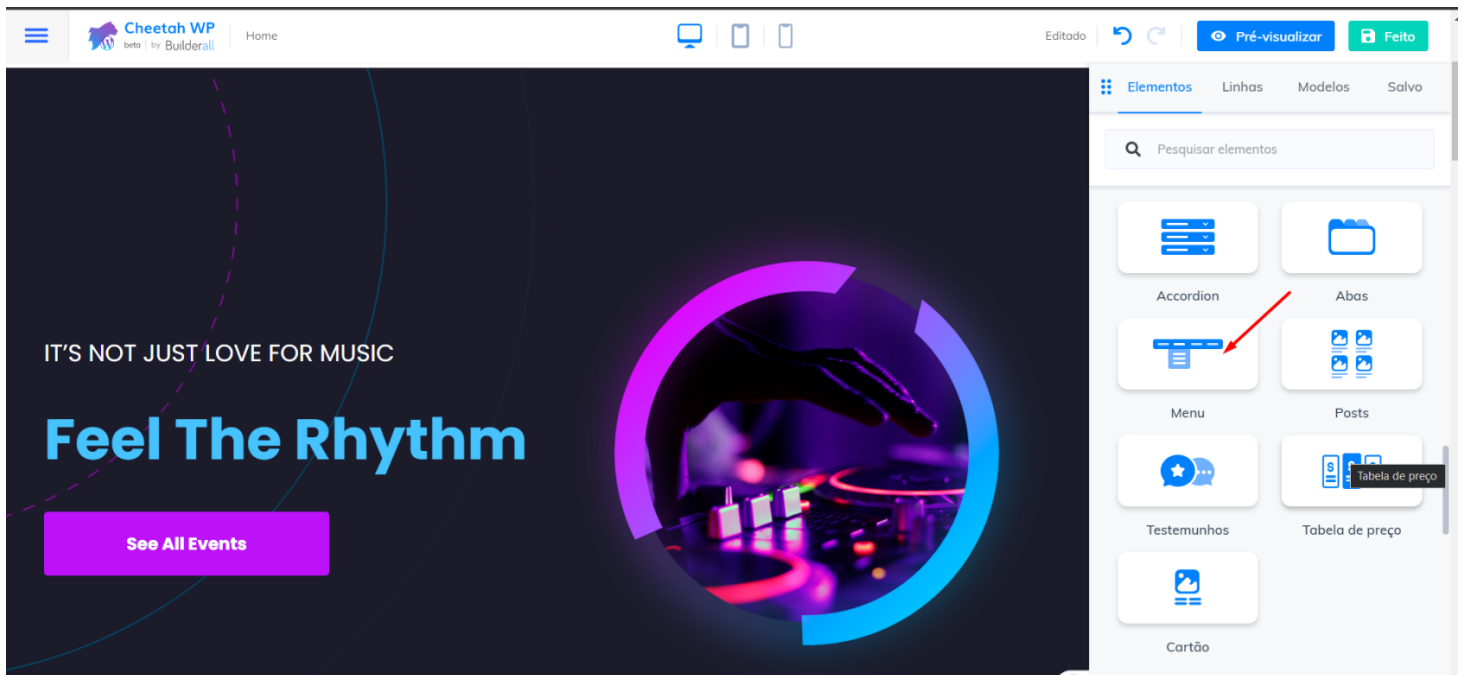 Cheetah WP
beta | by Builderall
Home
Editado
Pré-visualizar
Feito
Elementos
Linhas
Modelos
Salvo
Pesquisar elementos
Accordion
Abas
IT'S NOT JUST LOVE FOR MUSIC
Feel The Rhythm
See All Events
Menu
Posts
Tabela de preço
Testemunhos
Tabela de preço
Cartão